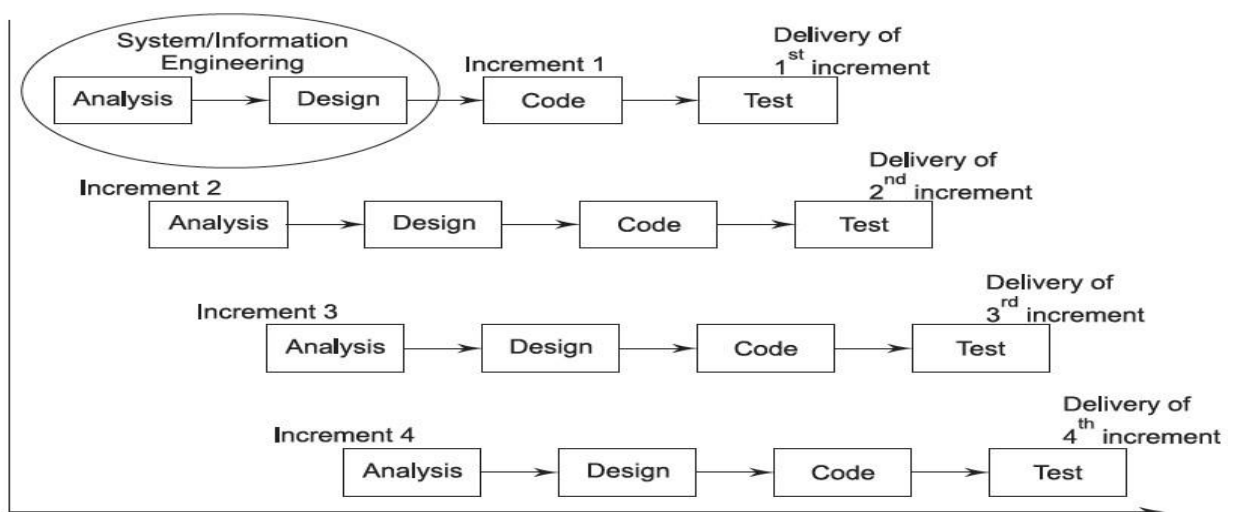 System/Information
Engineering
Analysis
Design
Increment 1
Code
Delivery of
1st increment
Test
Increment 2
Analysis
Design
Code
Delivery of
2nd increment
Test
Increment 3
Analysis
Design
Code
Delivery of
3rd increment
Test
Increment 4
Analysis
Design
Code
Delivery of
4th increment
Test